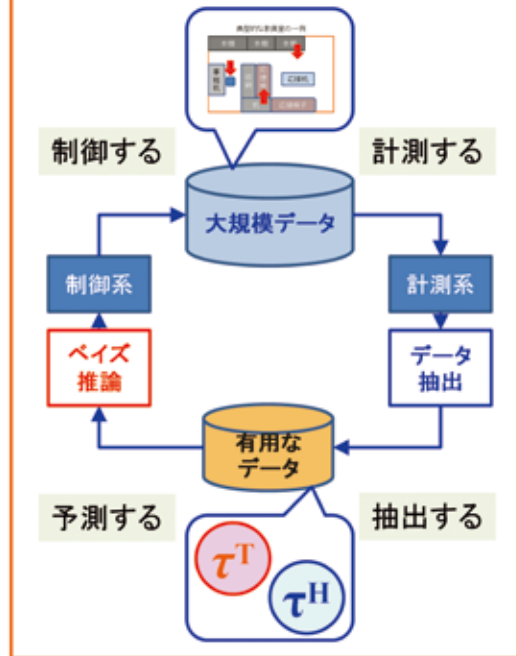 制御する
計測する
大規模データ
制御系
計測系
ベイズ
推論
データ
抽出
有用な
データ
予測する
抽出する
τT
τH